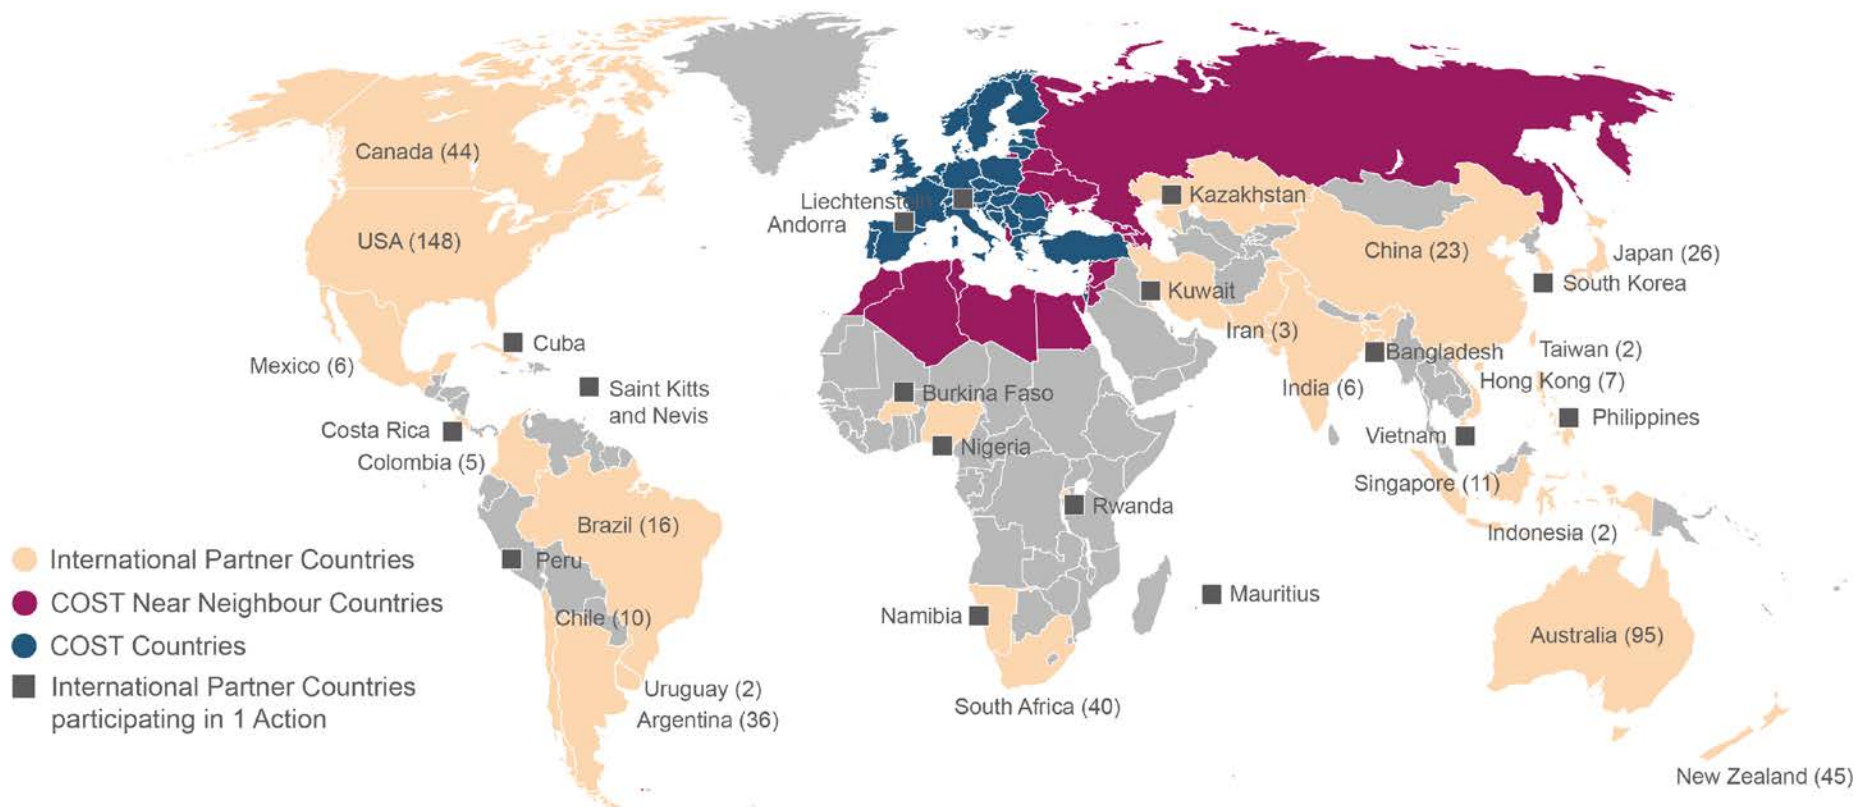 Canada (44)
Liechtenstein
Kazakhstan
Andorra
USA (148)
China (23)
Japan (26)
South Korea
Kuwait
Iran (3)
Cuba
Mexico (6)
Bangladesh
Taiwan (2)
Saint Kitts
and Nevis
Burkina Faso
India (6)
Hong Kong (7)
Philippines
Costa Rica
Nigeria
Vietnam
Colombia (5)
Singapore (11)
Rwanda
Brazil (16)
Indonesia (2)
International Partner Countries
Peru
COST Near Neighbour Countries
Chile (10)
Mauritius
Namibia
Australia (95)
COST Countries
International Partner Countries
participating in 1 Action
Uruguay (2)
Argentina (36)
South Africa (40)
New Zealand (45)